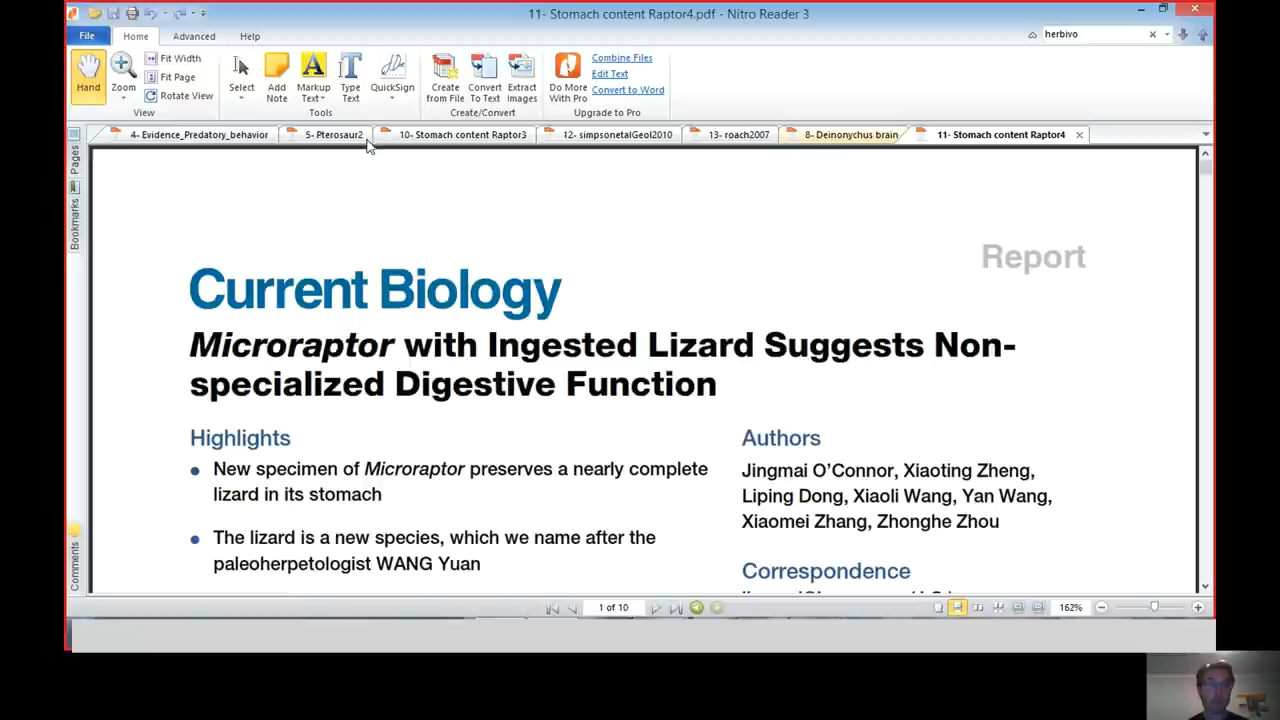 11- Stomach content Raptor4.pdf - Nitro Reader 3
File Home Advanced Help
herbivo
Hand
Zoom
Fit Width
Fit Page
Rotate View
View
Select
Add Note
Markup Text
Type Text
QuickSign
Tools
Create from File
Convert To Text
Extract Images
Create/Convert
Do More With Pro
Combine Files
Edit Text
Convert to Word
Upgrade to Pro
4- Evidence_Predatory_behavior
5- Pterosaur2
10- Stomach content Raptor3
12- simpsonetalGeol2010
13- roach2007
8- Deinonychus brain
11- Stomach content Raptor4
Pages
Bookmarks
Comments
Report
Current Biology
Microraptor with Ingested Lizard Suggests Non-
specialized Digestive Function
Highlights
New specimen of Microraptor preserves a nearly complete
lizard in its stomach
The lizard is a new species, which we name after the
paleoherpetologist WANG Yuan
Authors
Jingmai O'Connor, Xiaoting Zheng,
Liping Dong, Xiaoli Wang, Yan Wang,
Xiaomei Zhang, Zhonghe Zhou
Correspondence
1 of 10
162%